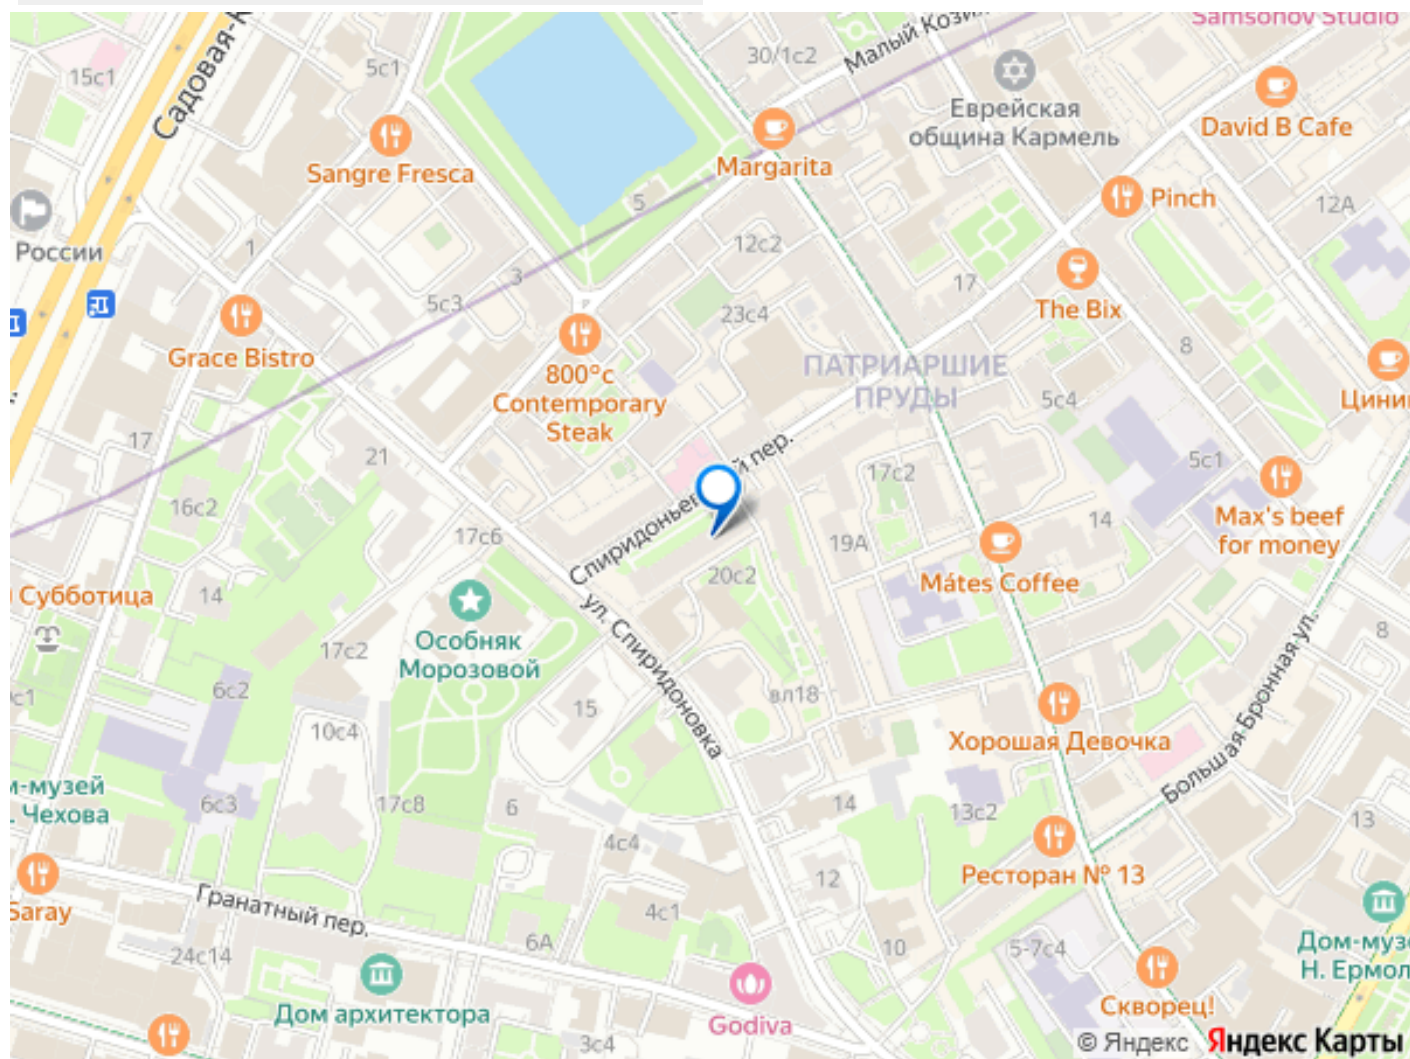 Samsonov Studio
30/1с2
Малый Козих
5с1
15с1
Садовая-К
Еврейская
община Кармель
David B Cafe
Sangre Fresca
Margarita
Pinch
12А
5
России
1
12с2
17
3
5с3
The Bix
23с4
Grace Bistro
ПАТРИАРШИЕ
ПРУДЫ
8
800°c
Contemporary
Steak
5с4
Цини
17
21
17с2
5с1
16с2
Спиридоньев
й пер.
Max's beef
for money
14
17с6
19А
20с2
Mátes Coffee
Субботица
14
ул. Спиридоновка
Особняк
Морозовой
17с2
8
Большая Бронная ул.
6с2
вл18
15
10с4
Хорошая Девочка
м-музей
. Чехова
6с3
17с8
6
14
13с2
13
4с4
Ресторан № 13
12
Saray
Гранатный пер.
4с1
6А
10
5-7с4
Дом-музе
Н. Ермол
24с14
Дом архитектора
Godiva
Скворец!
3с4
© Яндекс Яндекс Карты